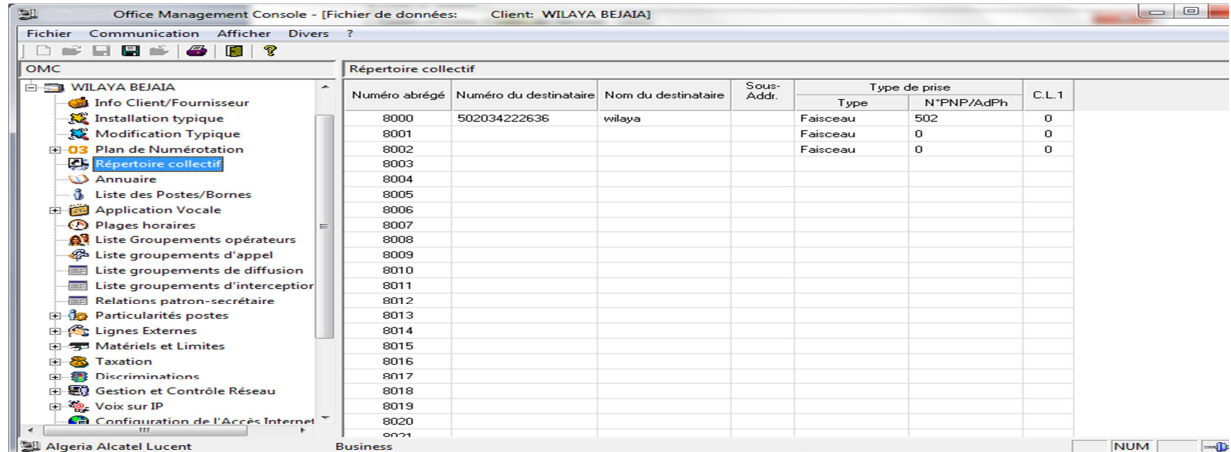 Office Management Console - [Fichier de données: Client: WILAYA BEJAIA]
Fichier Communication Afficher Divers ?
OMC
WILAYA BEJAIA
Info Client/Fournisseur
Installation typique
Modification Typique
03 Plan de Numérotation
Répertoire collectif
Annuaire
Liste des Postes/Bornes
Application Vocale
Plages horaires
Liste Groupements opérateurs
Liste groupements d'appel
Liste groupements de diffusion
Liste groupements d'interception
Relations patron-secrétaire
Particularités postes
Lignes Externes
Matériels et Limites
Taxation
Discriminations
Gestion et Contrôle Réseau
Voix sur IP
Configuration de l'Accès Internet
Répertoire collectif
Numéro abrégé Numéro du destinataire Nom du destinataire Sous-Addr. Type de prise C.L.1
Type N°PNP/AdPh
8000 502034222636 wilaya Faisceau 502 0
8001 Faisceau 0 0
8002 Faisceau 0 0
8003
8004
8005
8006
8007
8008
8009
8010
8011
8012
8013
8014
8015
8016
8017
8018
8019
8020
8021
Algeria Alcatel Lucent Business NUM